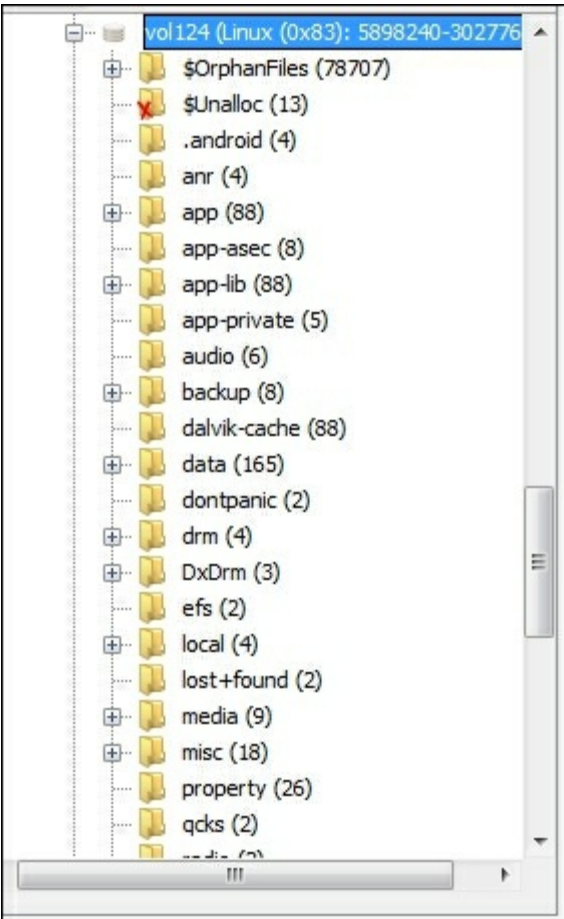 vol124 (Linux (0x83): 5898240-302776
$OrphanFiles (78707)
$Unalloc (13)
.android (4)
anr (4)
app (88)
app-asec (8)
app-lib (88)
app-private (5)
audio (6)
backup (8)
dalvik-cache (88)
data (165)
dontpanic (2)
drm (4)
DxDrm (3)
efs (2)
local (4)
lost+found (2)
media (9)
misc (18)
property (26)
qcks (2)